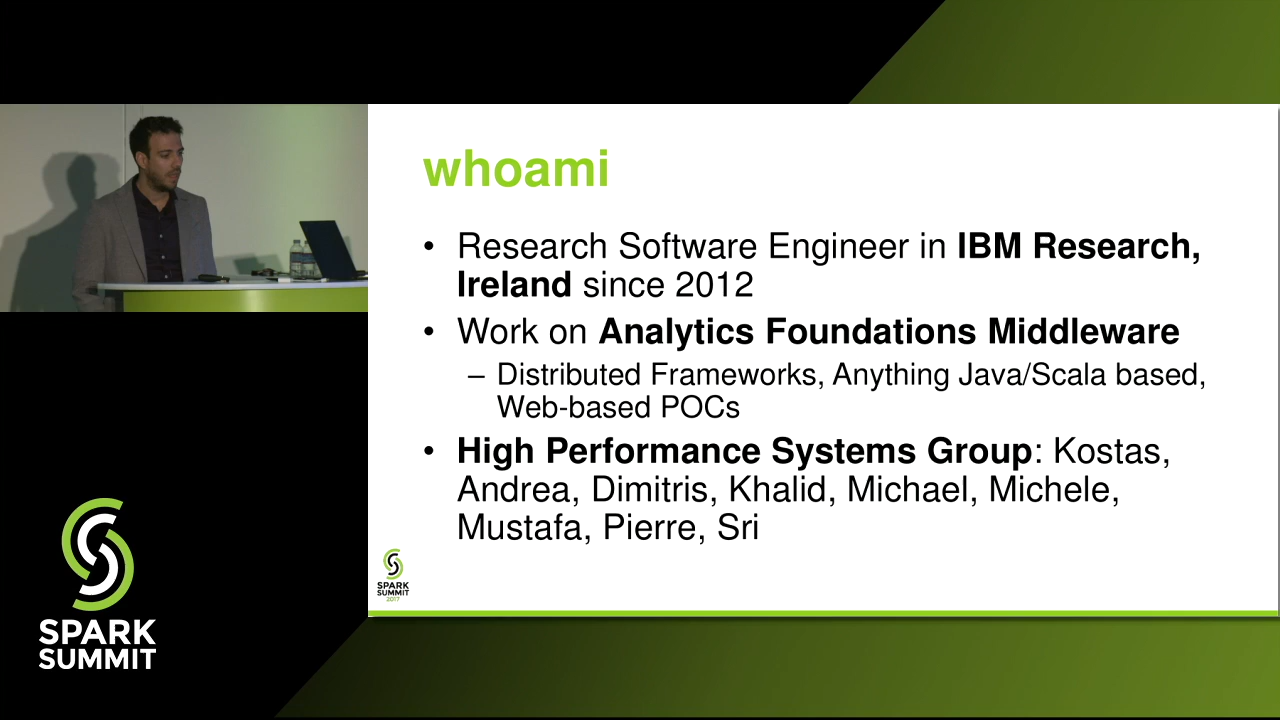 whoami
• Research Software Engineer in IBM Research,
Ireland since 2012
• Work on Analytics Foundations Middleware
– Distributed Frameworks, Anything Java/Scala based,
Web-based POCs
• High Performance Systems Group: Kostas,
Andrea, Dimitris, Khalid, Michael, Michele,
Mustafa, Pierre, Sri
SPARK
SUMMIT
2017
SPARK
SUMMIT